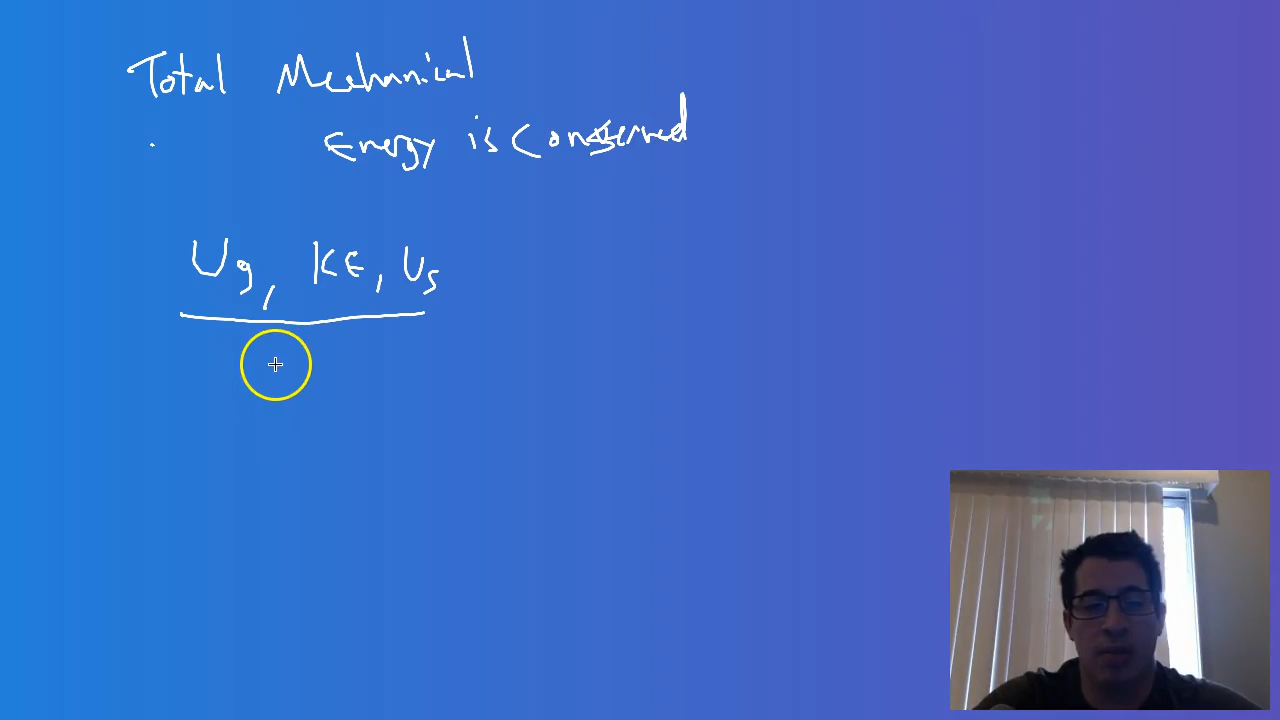 Total Mechanical
Energy is Conserved
Ug, KE, Us